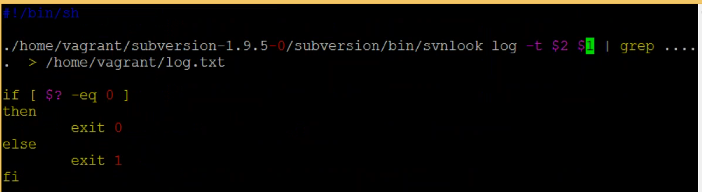 #!/bin/sh
./home/vagrant/subversion-1.9.5-0/subversion/bin/svnlook log -t $2 $1 | grep ....
.  > /home/vagrant/log.txt
if [ $? -eq 0 ]
then
        exit 0
else
        exit 1
fi